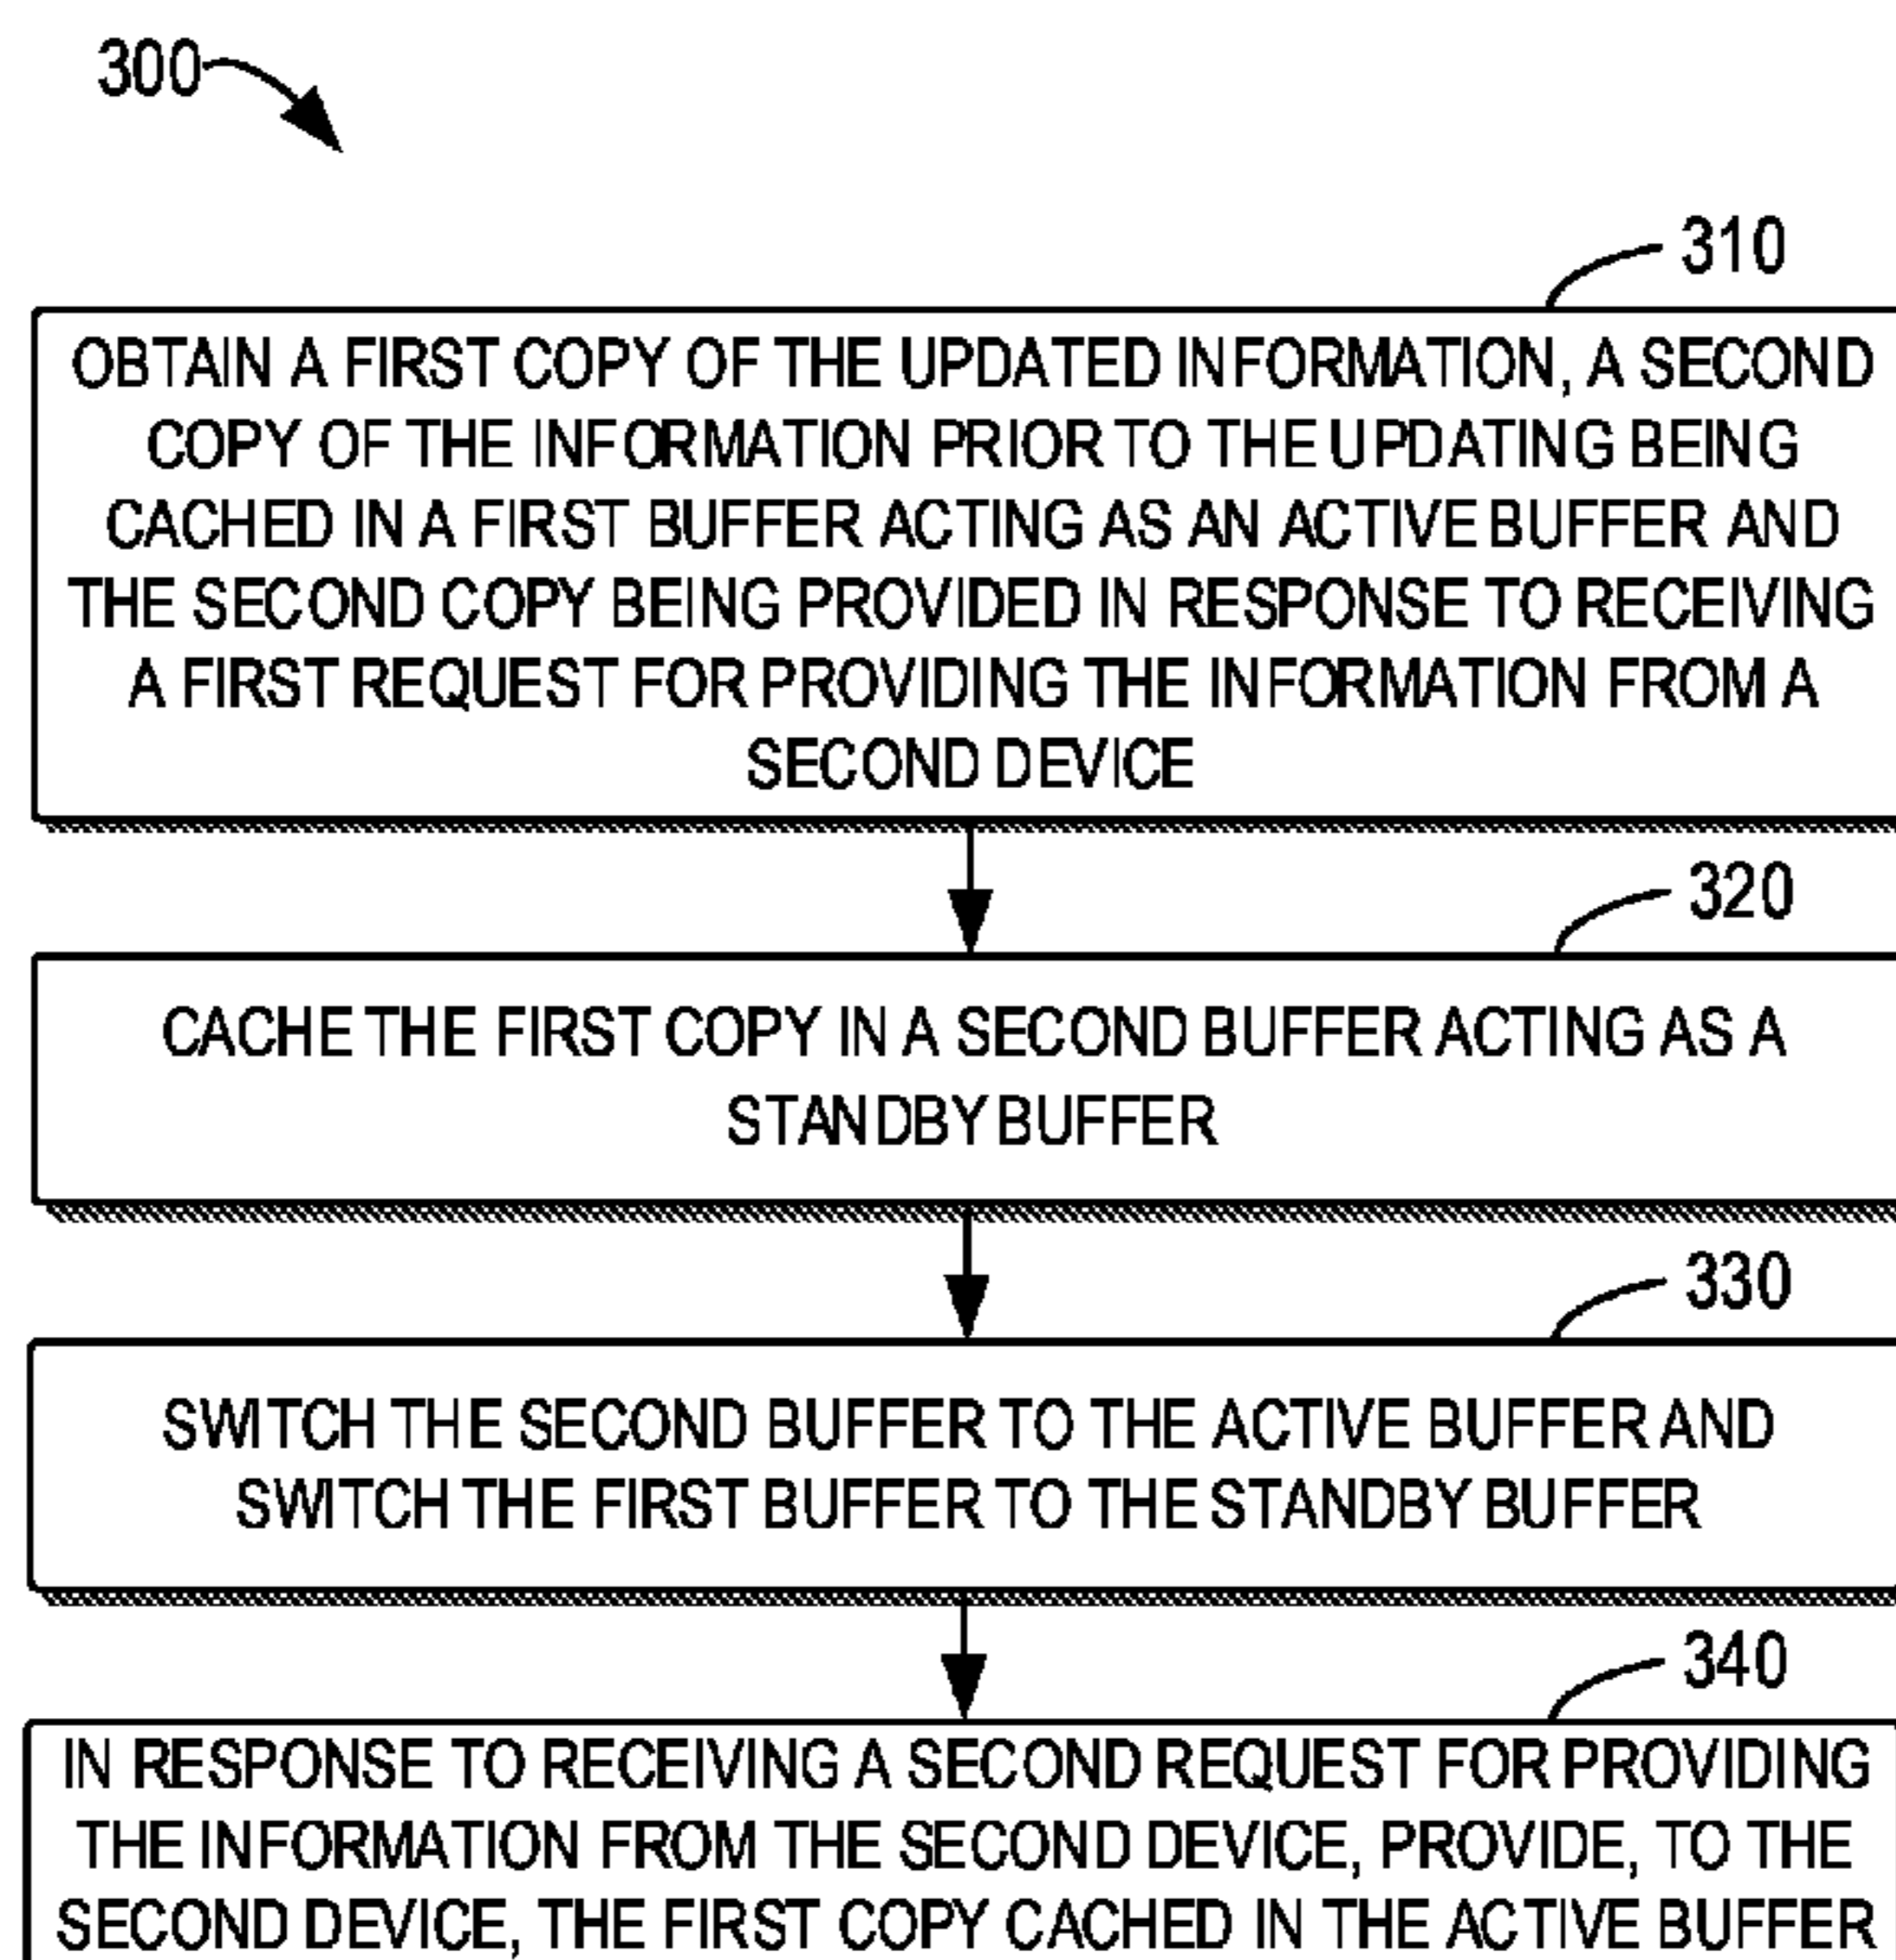 300
310
OBTAIN A FIRST COPY OF THE UPDATED INFORMATION, A SECOND
COPY OF THE INFORMATION PRIOR TO THE UPDATING BEING
CACHED IN A FIRST BUFFER ACTING AS AN ACTIVE BUFFER AND
THE SECOND COPY BEING PROVIDED IN RESPONSE TO RECEIVING
A FIRST REQUEST FOR PROVIDING THE INFORMATION FROM A
SECOND DEVICE
320
CACHE THE FIRST COPY IN A SECOND BUFFER ACTING AS A
STANDBY BUFFER
330
SWITCH THE SECOND BUFFER TO THE ACTIVE BUFFER AND
SWITCH THE FIRST BUFFER TO THE STANDBY BUFFER
340
IN RESPONSE TO RECEIVING A SECOND REQUEST FOR PROVIDING
THE INFORMATION FROM THE SECOND DEVICE, PROVIDE, TO THE
SECOND DEVICE, THE FIRST COPY CACHED IN THE ACTIVE BUFFER